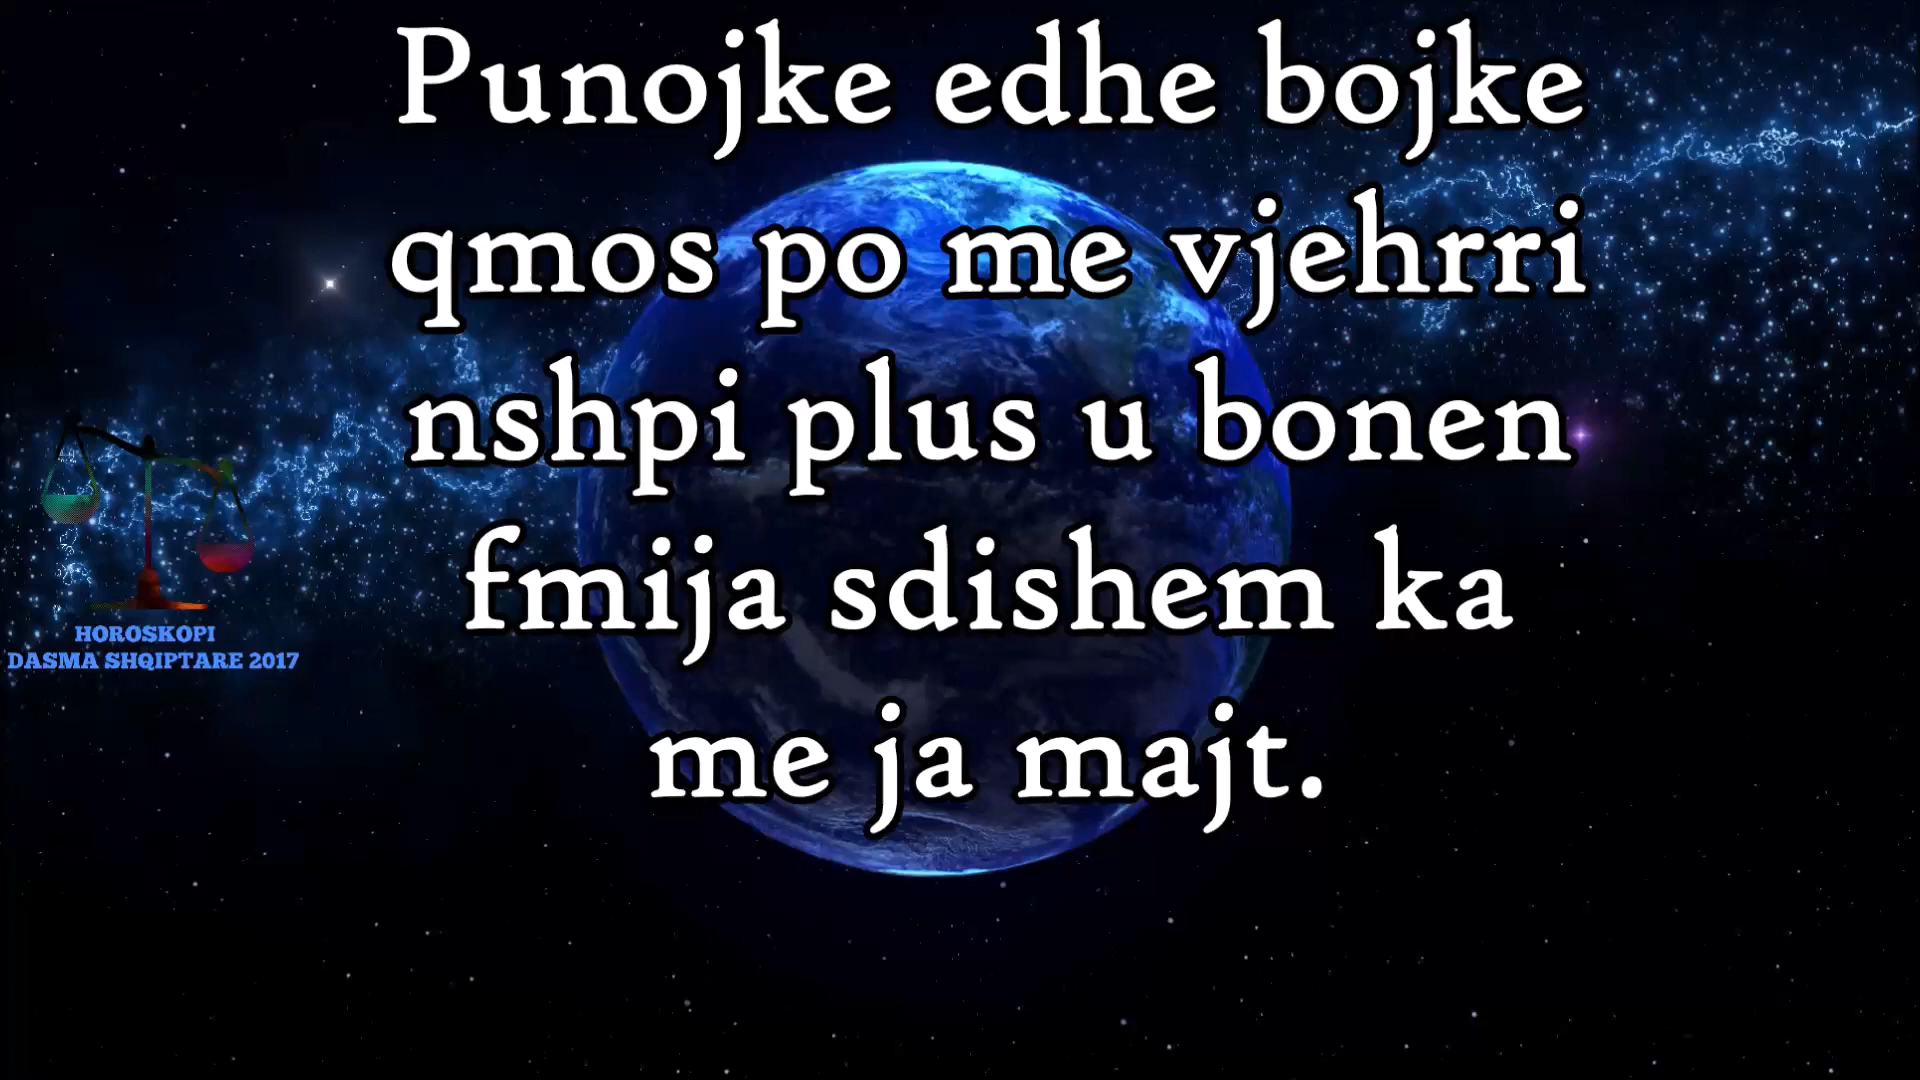 Punojke edhe bojke
qmos po me vjehrri
nshpi plus u bonen
fmija sdishem ka
me ja majt.
HOROSKOPI
DASMA SHQIPTARE 2017